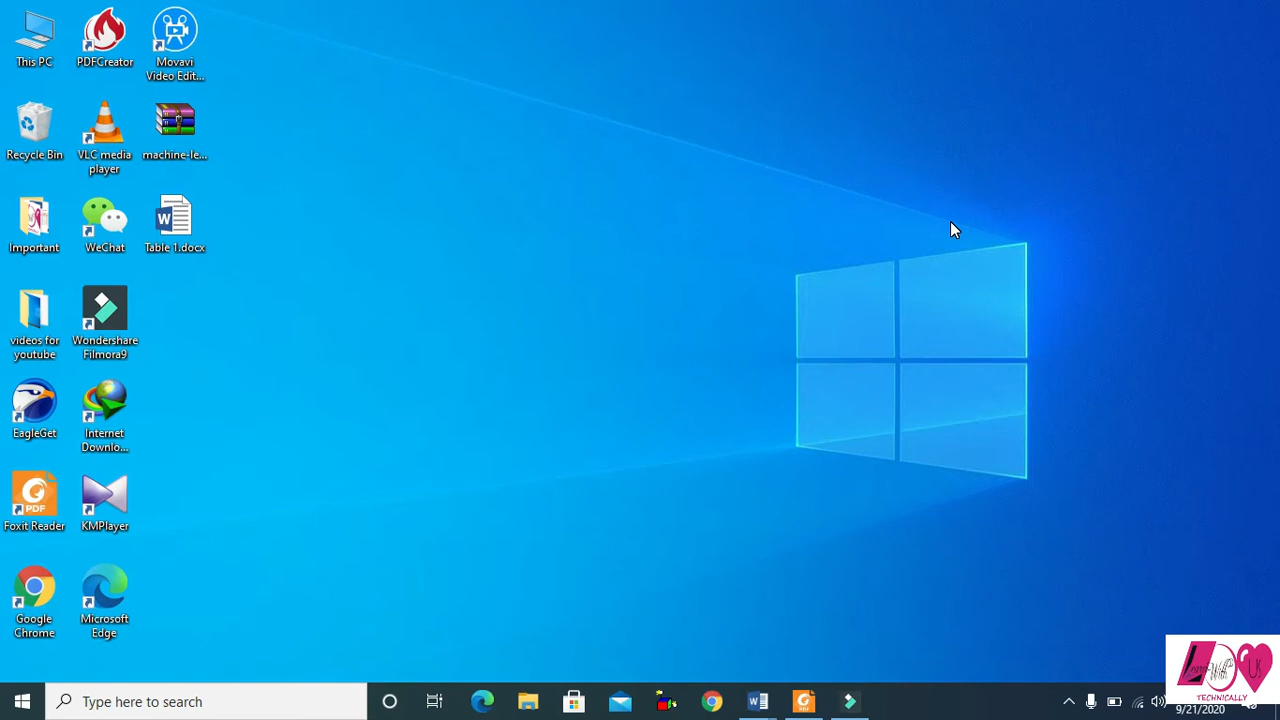 This PC
PDFCreator
Movavi
Video Edit...
Recycle Bin
VLC media
player
machine-le...
Important
WeChat
Table 1.docx
videos for
youtube
Wondershare
Filmora9
EagleGet
Internet
Downlo...
Foxit Reader
KMPlayer
Google
Chrome
Microsoft
Edge
Type here to search
9/21/2020
TECHNICALLY